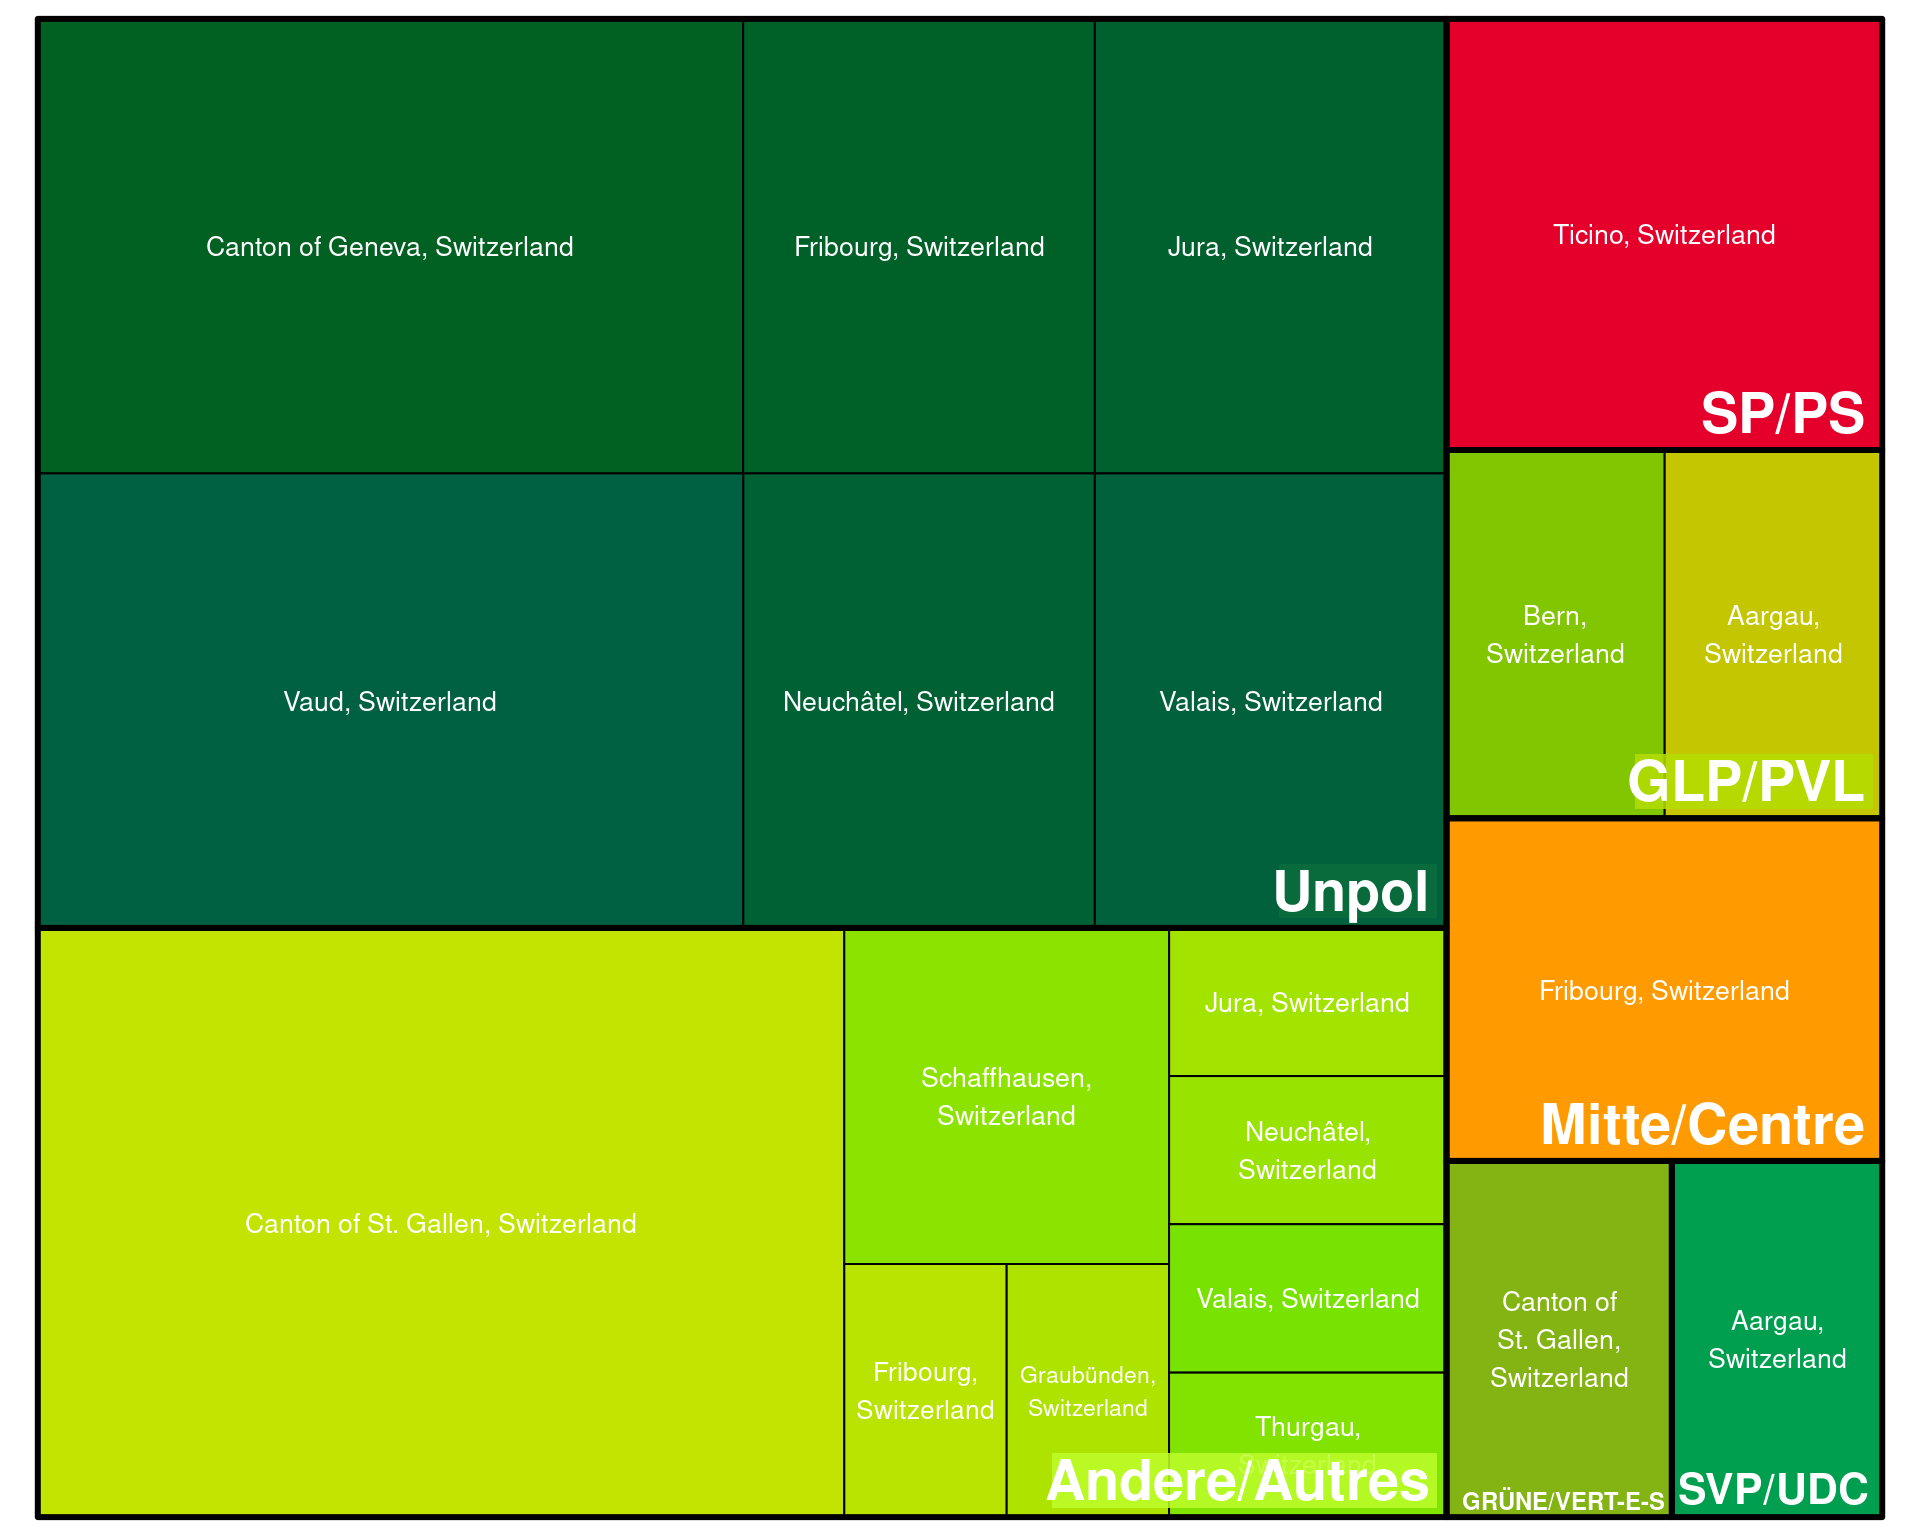 Canton of Geneva, Switzerland
Fribourg, Switzerland
Jura, Switzerland
Vaud, Switzerland
Neuchâtel, Switzerland
Valais, Switzerland
Unpol
Canton of St. Gallen, Switzerland
Schaffhausen,
Switzerland
Fribourg,
Switzerland
Graubünden,
Switzerland
Jura, Switzerland
Neuchâtel,
Switzerland
Valais, Switzerland
Thurgau,
Switzerland
Andere/Autres
Ticino, Switzerland
SP/PS
Bern,
Switzerland
Aargau,
Switzerland
GLP/PVL
Fribourg, Switzerland
Mitte/Centre
Canton of
St. Gallen,
Switzerland
GRÜNE/VERT-E-S
Aargau,
Switzerland
SVP/UDC